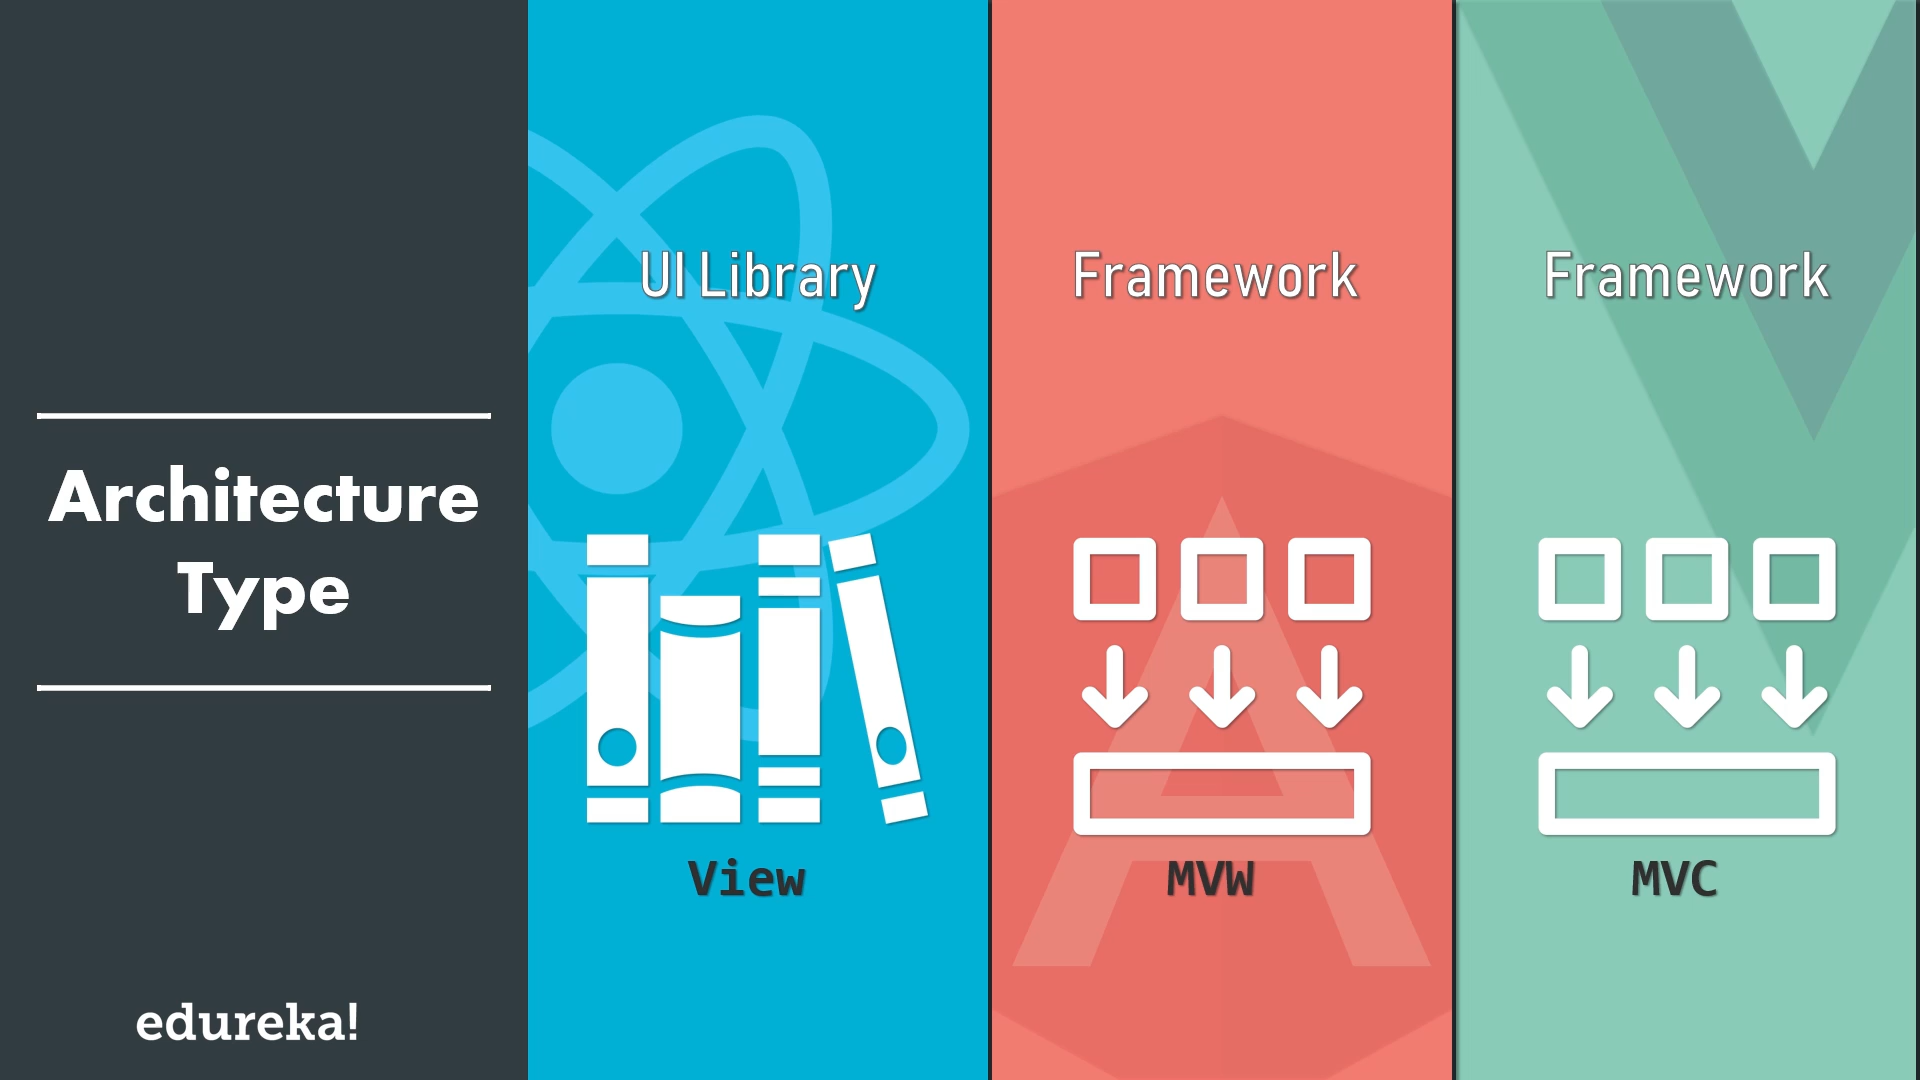 Architecture
Type
edureka!
UI Library
View
Framework
MVW
Framework
MVC